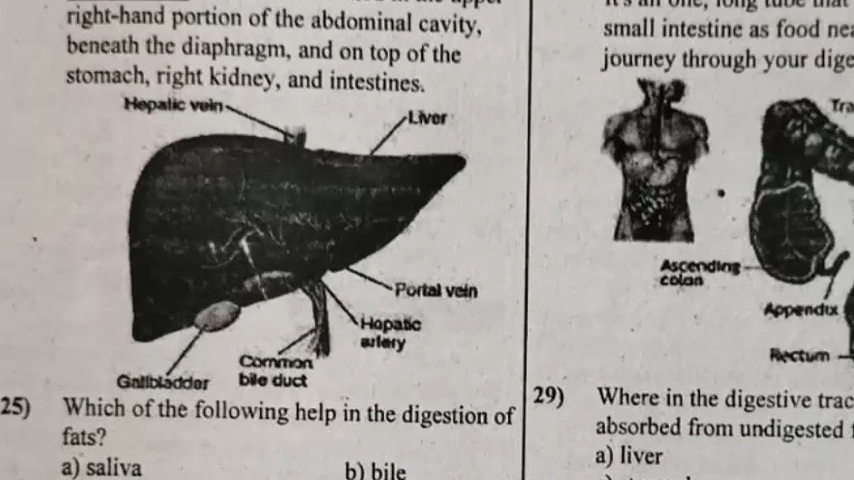 right-hand portion of the abdominal cavity,
beneath the diaphragm, and on top of the
stomach, right kidney, and intestines.
Hepatic vein
Liver
Portal vein
Hepatic
artery
Common
bile duct
Gallbladder
25) Which of the following help in the digestion of
fats?
a) saliva b) bile
small intestine as food
journey through your
Ascending
colon
Appendix
Rectum
29) Where in the digestive
absorbed from undigested
a) liver